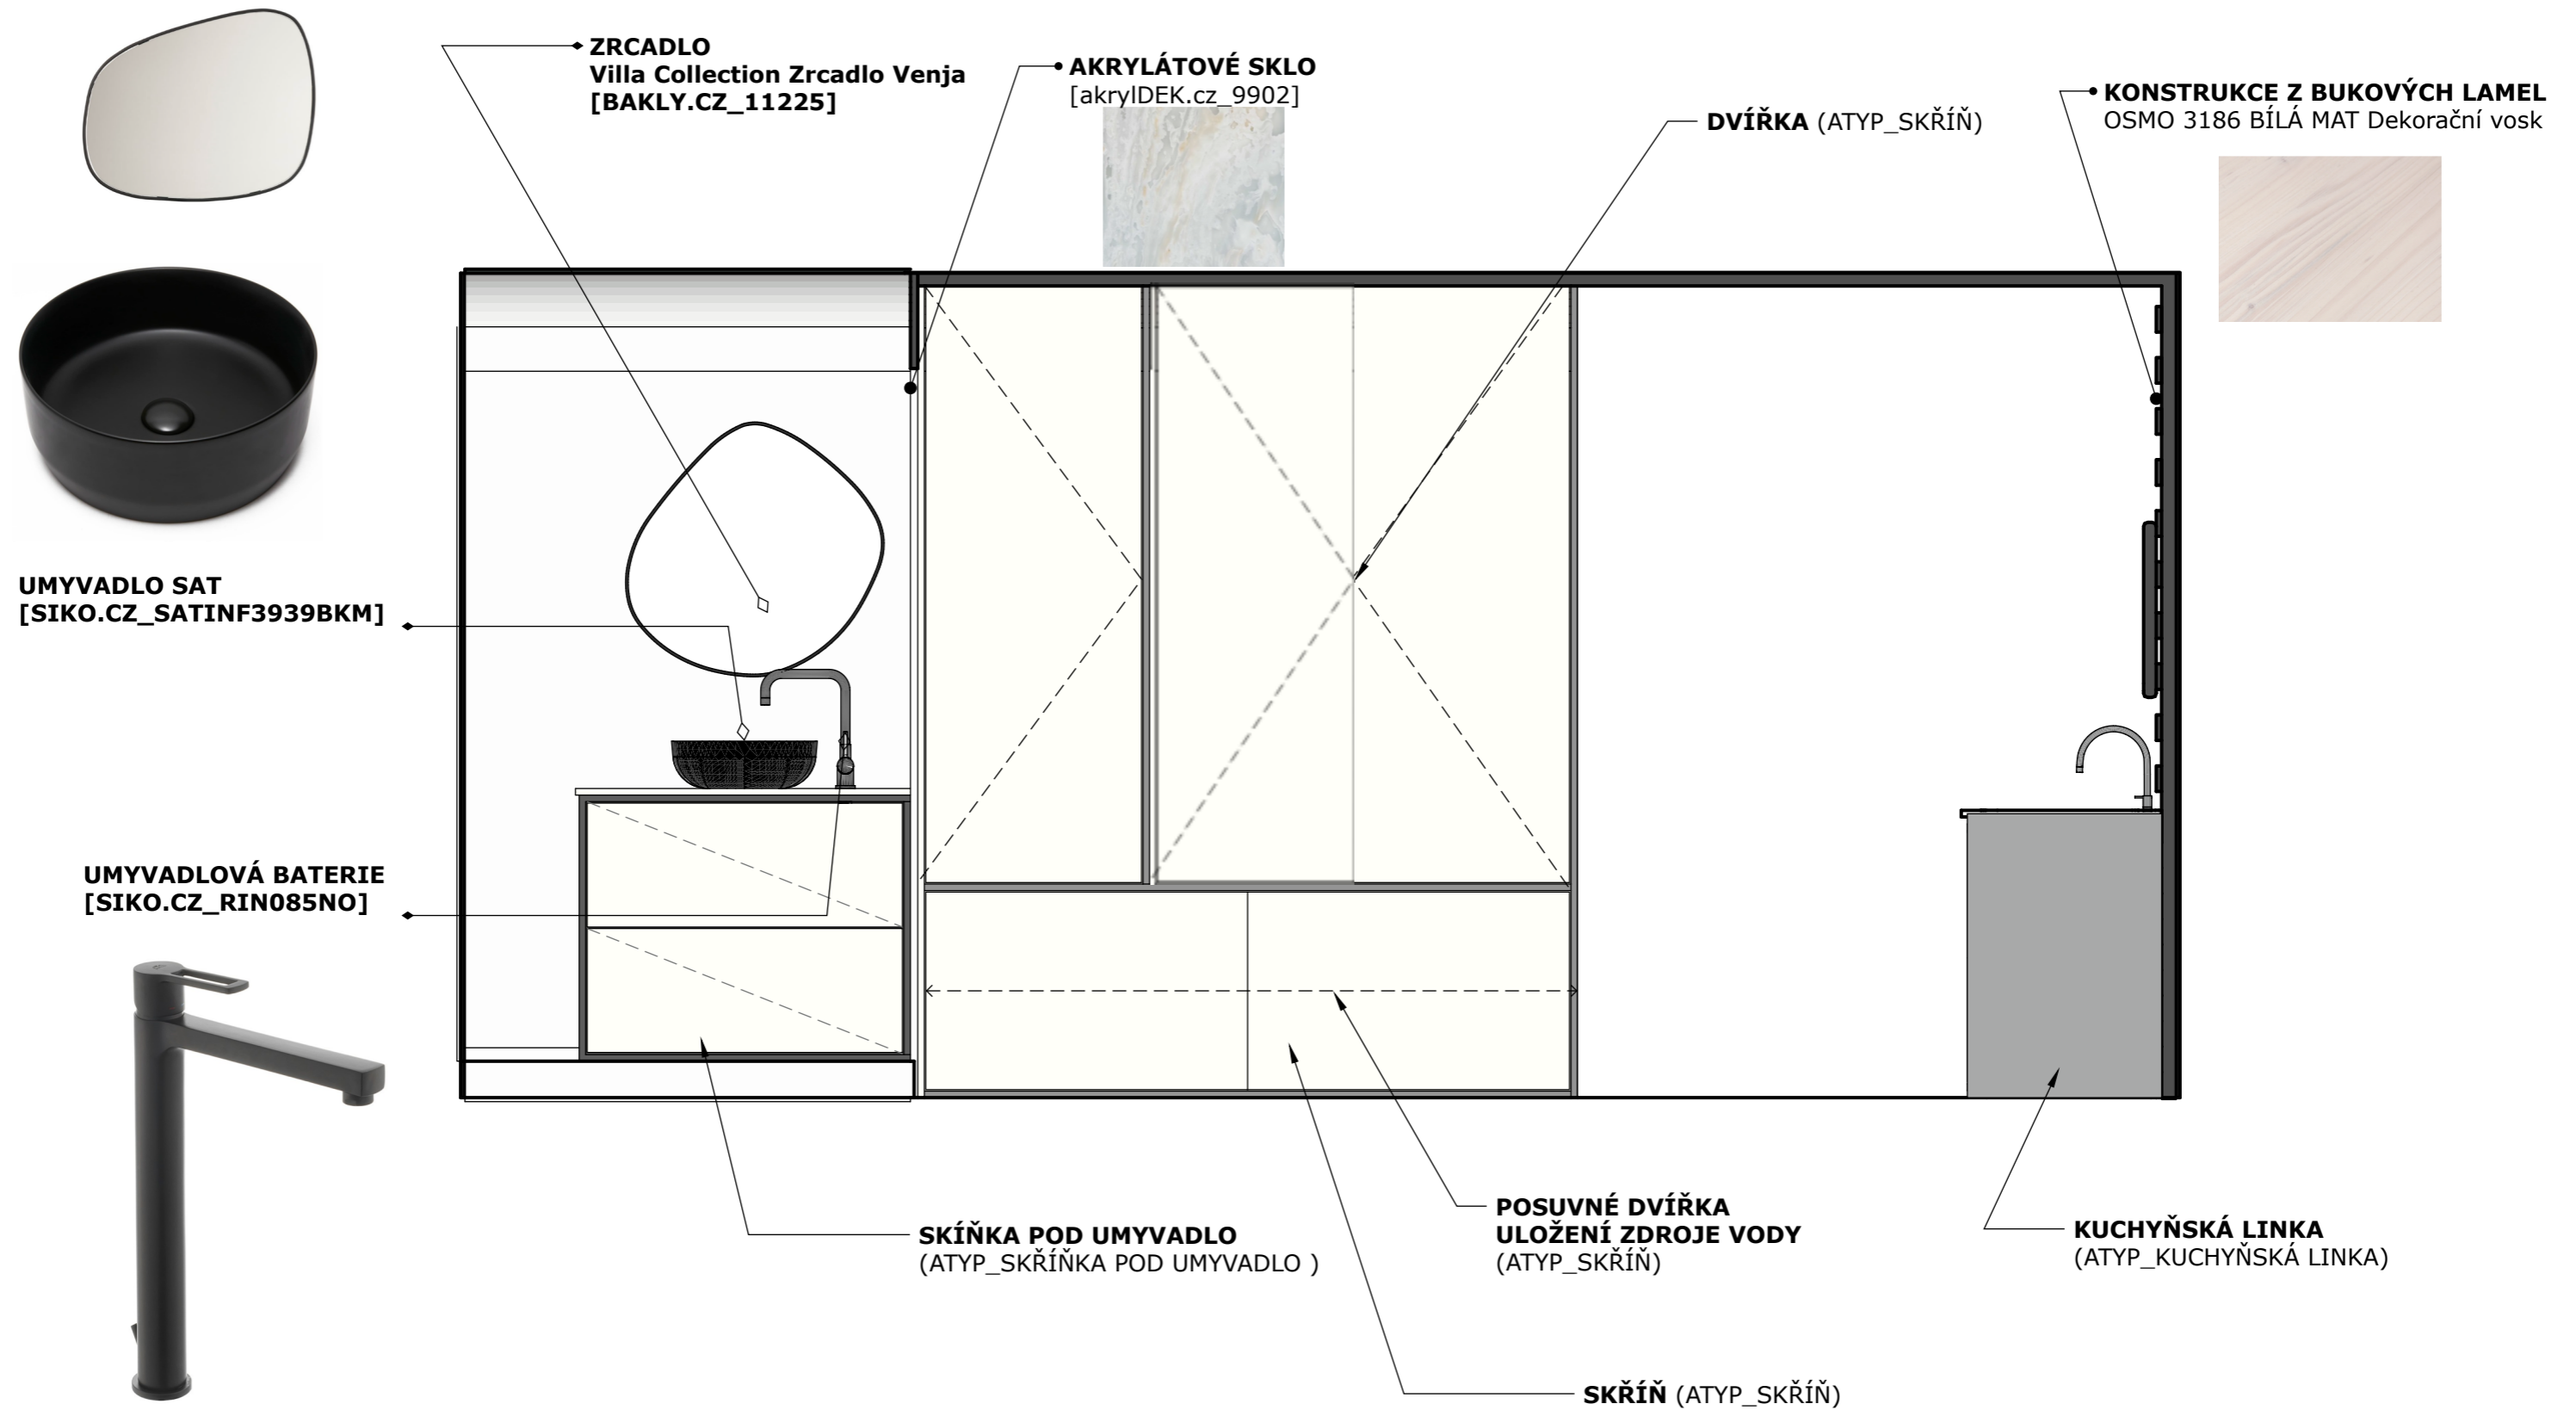 ZRCADLO
Villa Collection Zrcadlo Venja
[BAKLY.CZ_11225]
AKRYLÁTOVÉ SKLO
[akrylDEK.cz_9902]
DVÍŘKA (ATYP_SKŘÍŇ)
KONSTRUKCE Z BUKOVÝCH LAMEL
OSMO 3186 BÍLÁ MAT Dekorační vosk
UMYVADLO SAT
[SIKO.CZ_SATINF3939BKM]
UMYVADLOVÁ BATERIE
[SIKO.CZ_RIN085NO]
SKÍŇKA POD UMYVADLO
(ATYP_SKŘÍŇKA POD UMYVADLO )
POSUVNÉ DVÍŘKA
ULOŽENÍ ZDROJE VODY
(ATYP_SKŘÍŇ)
KUCHYŇSKÁ LINKA
(ATYP_KUCHYŇSKÁ LINKA)
SKŘÍŇ (ATYP_SKŘÍŇ)